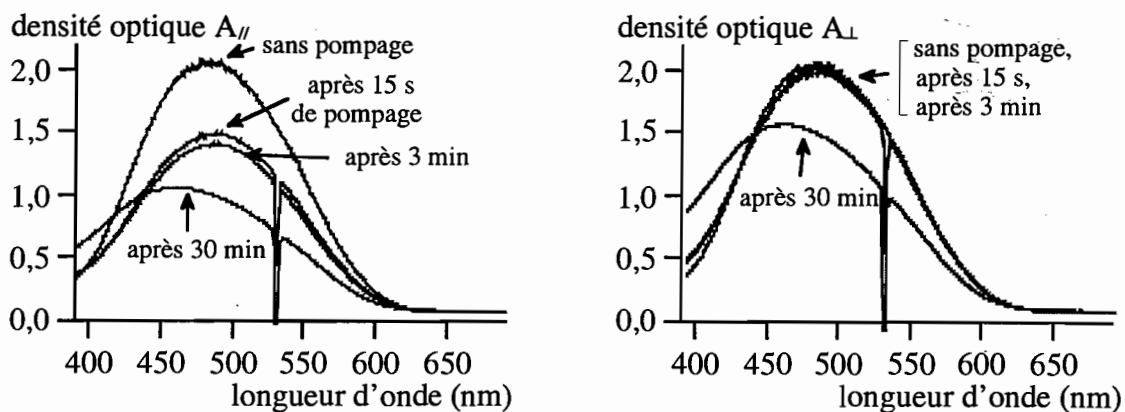 densité optique A//
sans pompage
après 15 s
de pompage
après 3 min
après 30 min
2,0
1,5
1,0
0,5
0,0
400 450 500 550 600 650
longueur d'onde (nm)
densité optique A⊥
sans pompage,
après 15 s,
après 3 min
après 30 min
2,0
1,5
1,0
0,5
0,0
400 450 500 550 600 650
longueur d'onde (nm)